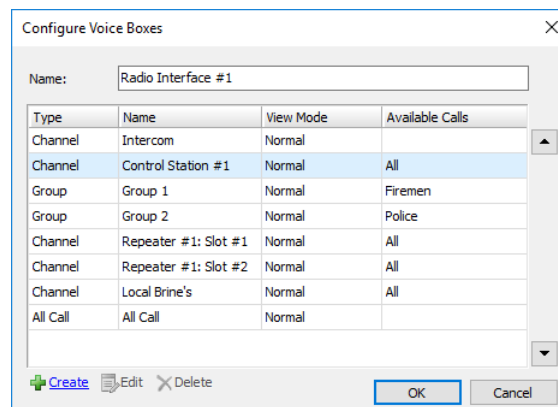 Configure Voice Boxes
Name: Radio Interface #1
Type Name View Mode Available Calls
Channel Intercom Normal
Channel Control Station #1 Normal All
Group Group 1 Normal Firemen
Group Group 2 Normal Police
Channel Repeater #1: Slot #1 Normal All
Channel Repeater #1: Slot #2 Normal All
Channel Local Brine's Normal All
All Call All Call Normal
Create Edit Delete OK Cancel